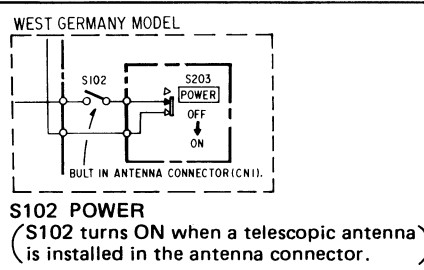 WEST GERMANY MODEL
S102
S203
POWER
OFF
ON
BULT IN ANTENNA CONNECTOR(CN1).
S102 POWER
(S102 turns ON when a telescopic antenna
is installed in the antenna connector.)